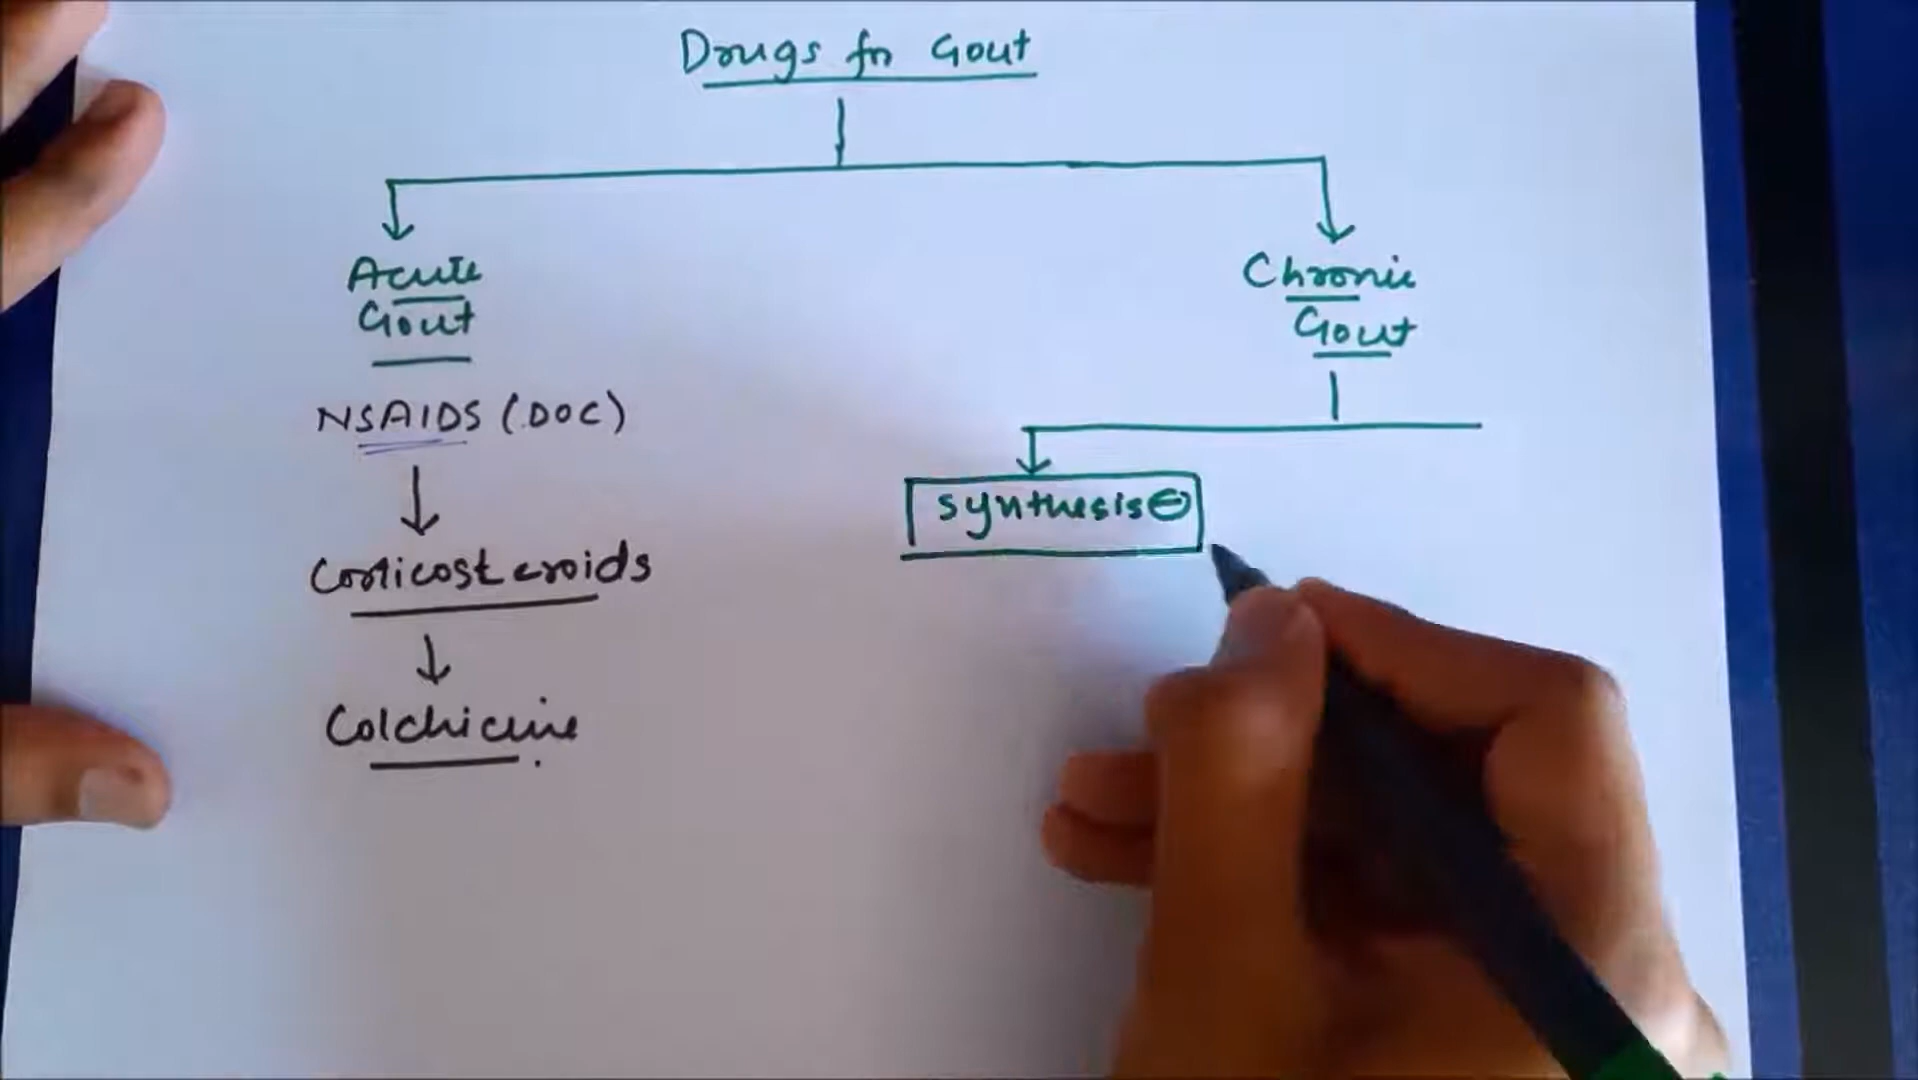 Drugs for Gout
Acute
Gout
NSAIDS (DOC)
Corticosteroids
Colchicine
Chronic
Gout
synthesis⊖